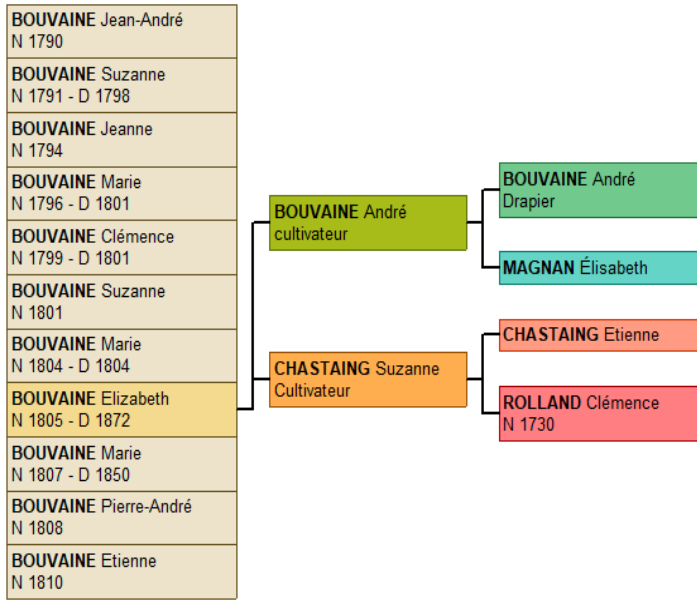 BOUVAINE Jean-André
N 1790
BOUVAINE Suzanne
N 1791 - D 1798
BOUVAINE Jeanne
N 1794
BOUVAINE Marie
N 1796 - D 1801
BOUVAINE Clémence
N 1799 - D 1801
BOUVAINE Suzanne
N 1801
BOUVAINE Marie
N 1804 - D 1804
BOUVAINE Elizabeth
N 1805 - D 1872
BOUVAINE Marie
N 1807 - D 1850
BOUVAINE Pierre-André
N 1808
BOUVAINE Etienne
N 1810
BOUVAINE André
cultivateur
CHASTAING Suzanne
Cultivateur
BOUVAINE André
Drapier
MAGNAN Élisabeth
CHASTAING Etienne
ROLLAND Clémence
N 1730